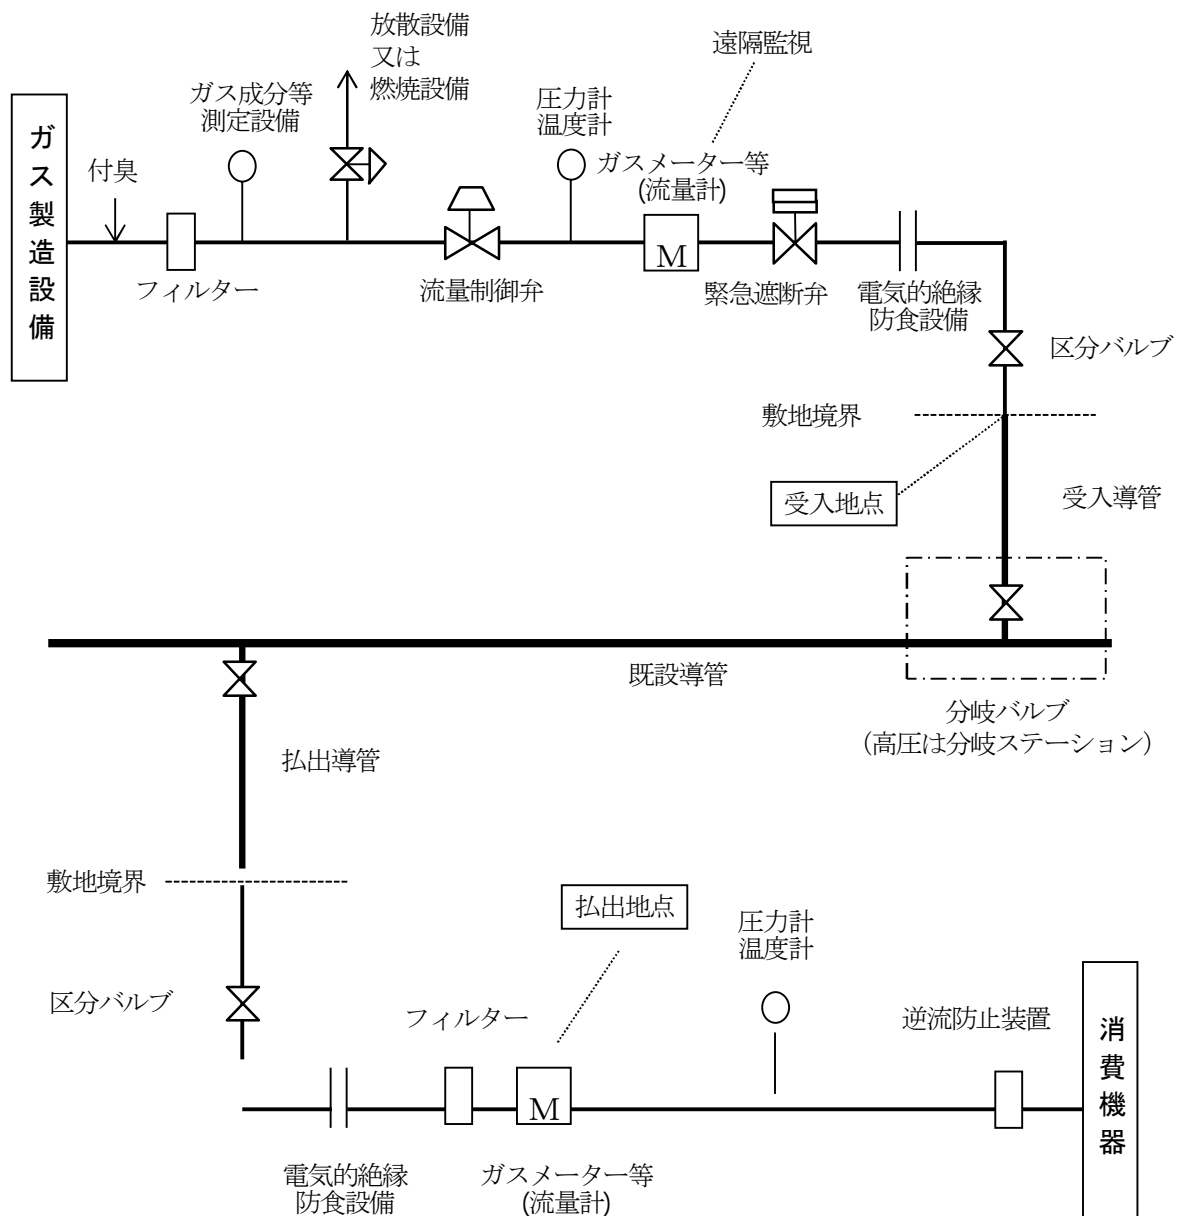 放散設備
又は
燃焼設備
遠隔監視
ガス成分等
測定設備
圧力計
温度計
ガス製造設備
付臭
ガスメーター等
(流量計)
M
フィルター
流量制御弁
緊急遮断弁
電気的絶縁
防食設備
区分バルブ
敷地境界
受入地点
受入導管
既設導管
分岐バルブ
（高圧は分岐ステーション）
払出導管
敷地境界
払出地点
圧力計
温度計
区分バルブ
フィルター
逆流防止装置
消費機器
M
電気的絶縁
防食設備
ガスメーター等
(流量計)